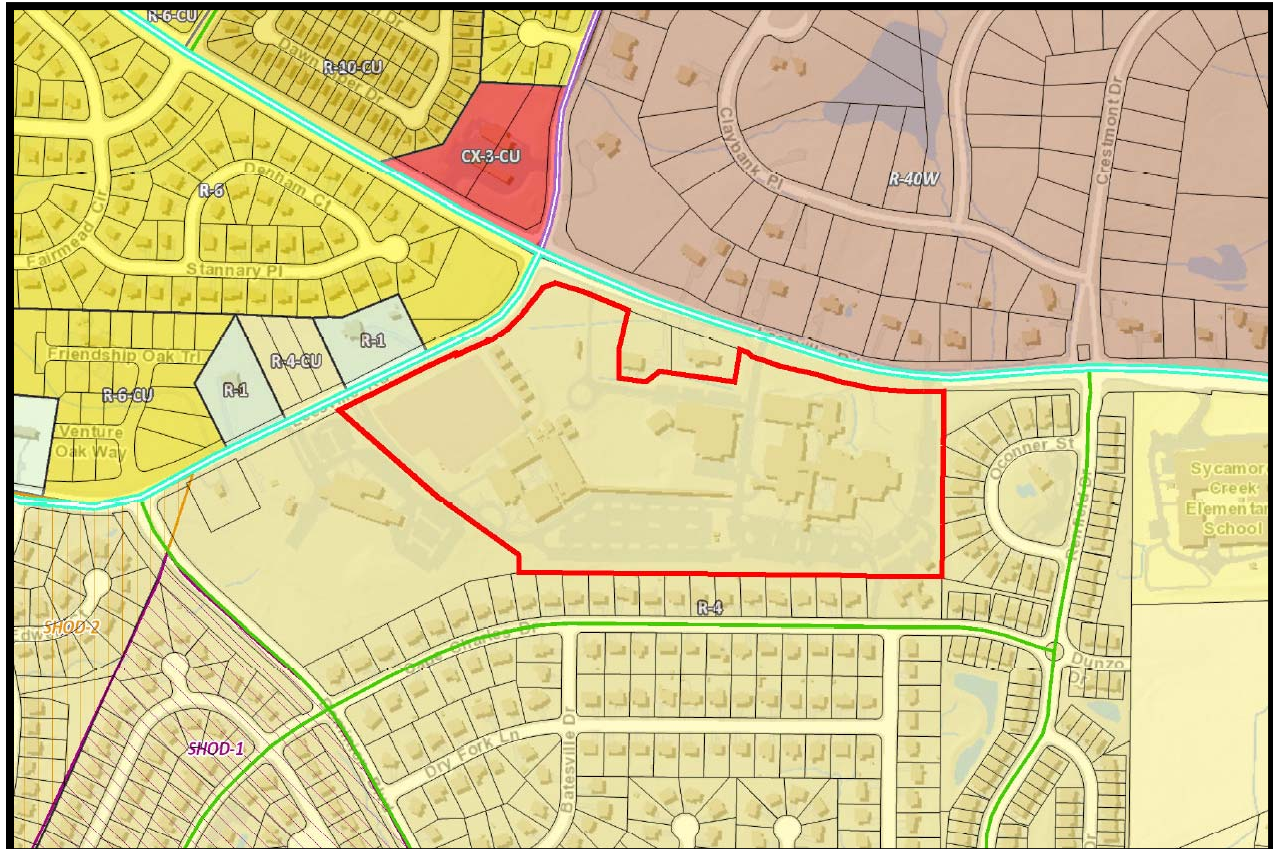 R-6-CU
R-10-CU
CX-3-CU
Claybank Pl
Crestmont Dr
R-40W
R-6
Denham Ct
Fairmead Cir
Stannary Pl
Friendship Oak Trl
R-1
R-4-CU
R-1
R-6-CU
Venture
Oak Way
Oconner St
Sycamore
Creek
Elementary
School
R-4
SHOD-2
Dunzo
Dr
SHOD-1
Dry Fork Ln
Batesville Dr
Dr